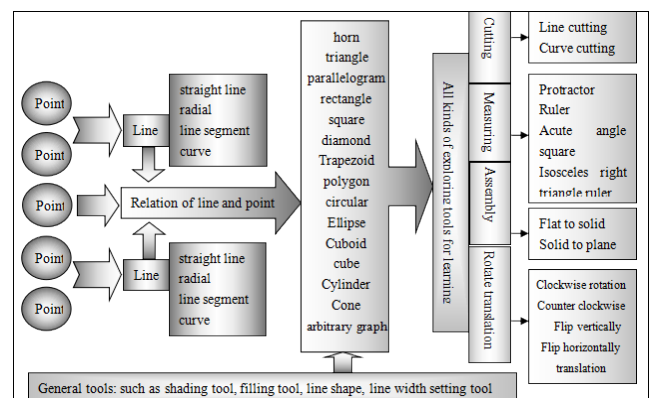 Point
Point
Point
Point
Point
Line
straight line
radial
line segment
curve
Relation of line and point
Line
straight line
radial
line segment
curve
horn
triangle
parallelogram
rectangle
square
diamond
Trapezoid
polygon
circular
Ellipse
Cuboid
cube
Cylinder
Cone
arbitrary graph
All kinds of exploring tools for learning
Cutting
Measuring
Assembly
Rotate translation
Line cutting
Curve cutting
Protractor
Ruler
Acute angle
square
Isosceles right
triangle ruler
Flat to solid
Solid to plane
Clockwise rotation
Counter clockwise
Flip vertically
Flip horizontally
translation
General tools: such as shading tool, filling tool, line shape, line width setting tool